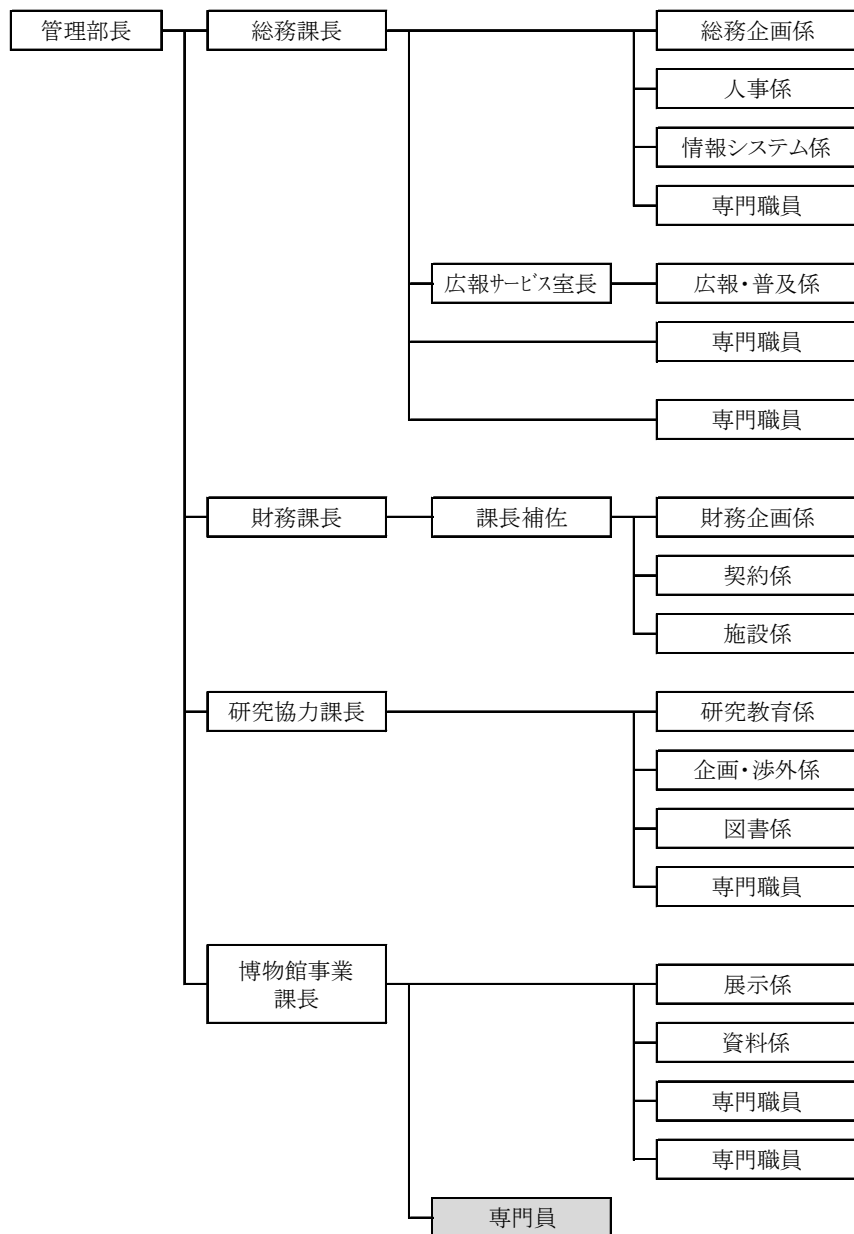 管理部長
総務課長
総務企画係
人事係
情報システム係
専門職員
広報サービス室長
広報・普及係
専門職員
専門職員
財務課長
課長補佐
財務企画係
契約係
施設係
研究協力課長
研究教育係
企画・渉外係
図書係
専門職員
博物館事業
課長
展示係
資料係
専門職員
専門職員
専門員